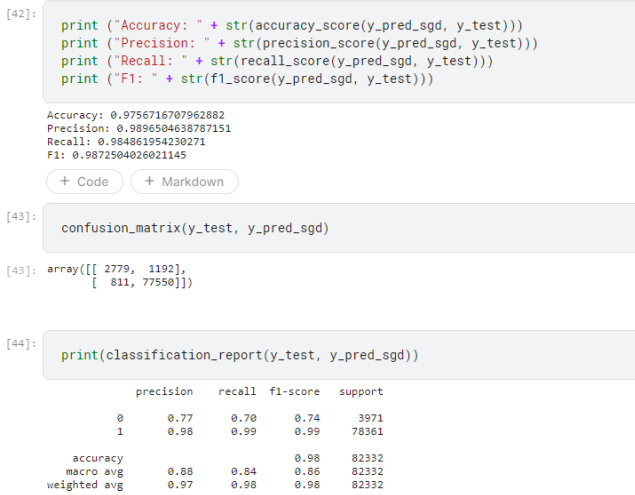 [42]:
print ("Accuracy: " + str(accuracy_score(y_pred_sgd, y_test)))
print ("Precision: " + str(precision_score(y_pred_sgd, y_test)))
print ("Recall: " + str(recall_score(y_pred_sgd, y_test)))
print ("F1: " + str(f1_score(y_pred_sgd, y_test)))
Accuracy: 0.9756716707962882
Precision: 0.9896504638787151
Recall: 0.984861954230271
F1: 0.9872504026021145
+ Code + Markdown
[43]:
confusion_matrix(y_test, y_pred_sgd)
[43]: array([[ 2779, 1192],
[ 811, 77550]])
[44]:
print(classification_report(y_test, y_pred_sgd))
precision recall f1-score support
0 0.77 0.70 0.74 3971
1 0.98 0.99 0.99 78361
accuracy 0.98 82332
macro avg 0.88 0.84 0.86 82332
weighted avg 0.97 0.98 0.98 82332